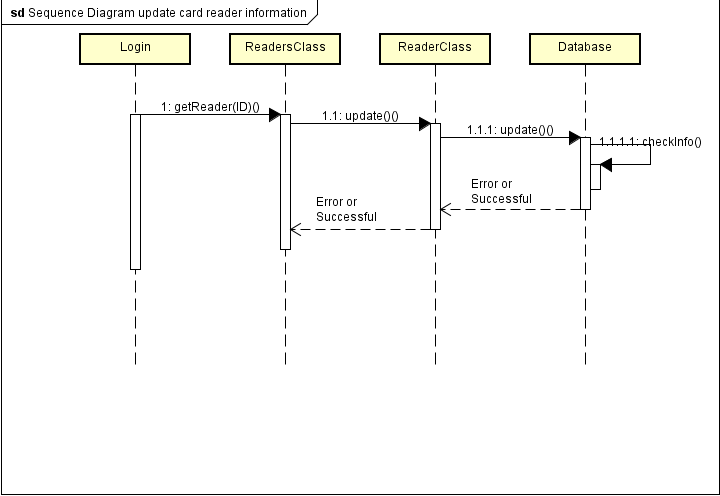 sd Sequence Diagram update card reader information
Login
ReadersClass
ReaderClass
Database
1: getReader(ID)()
1.1: update()()
1.1.1: update()()
1.1.1.1: checkInfo()
Error or
Successful
Error or
Successful